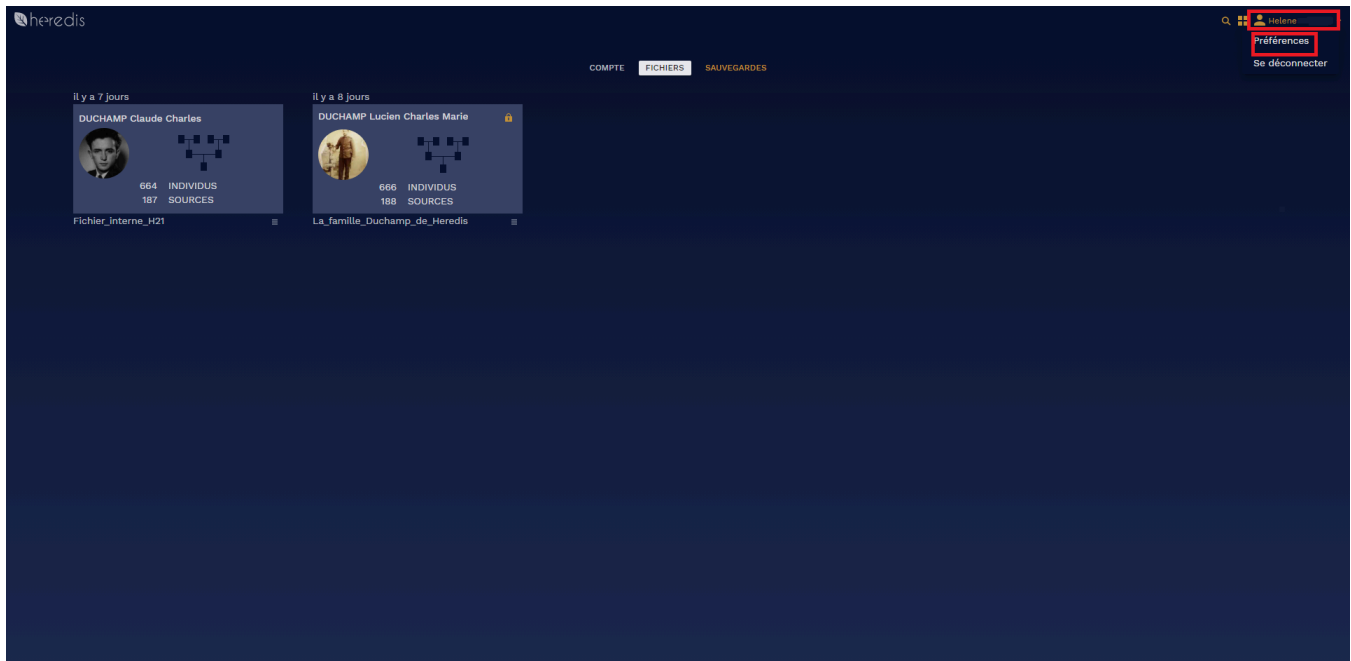 heredis
Helene
Préférences
Se déconnecter
COMPTE FICHIERS SAUVEGARDES
il y a 7 jours
DUCHAMP Claude Charles
664 INDIVIDUS
187 SOURCES
Fichier_interne_H21
il y a 8 jours
DUCHAMP Lucien Charles Marie
666 INDIVIDUS
188 SOURCES
La_famille_Duchamp_de_Heredis